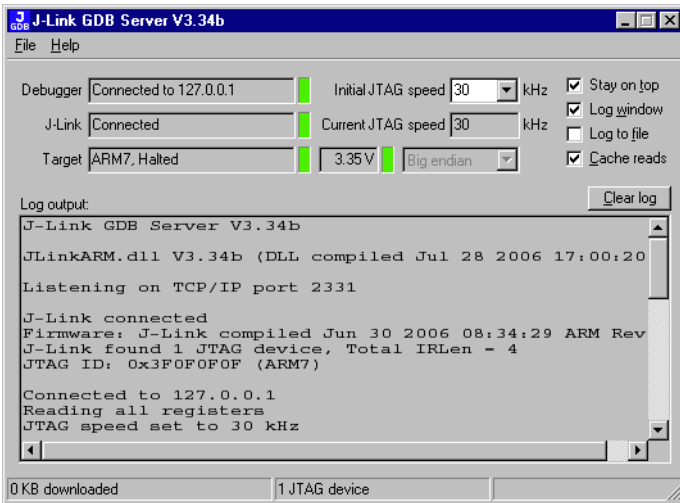 J-Link GDB Server V3.34b
File Help
Debugger Connected to 127.0.0.1 Initial JTAG speed 30 kHz Stay on top
J-Link Connected Current JTAG speed 30 kHz Log window
Log to file
Target ARM7, Halted 3.35 V Big endian Cache reads
Log output: Clear log
J-Link GDB Server V3.34b
JLinkARM.dll V3.34b (DLL compiled Jul 28 2006 17:00:20
Listening on TCP/IP port 2331
J-Link connected
Firmware: J-Link compiled Jun 30 2006 08:34:29 ARM Rev
J-Link found 1 JTAG device, Total IRLen = 4
JTAG ID: 0x3F0F0F0F (ARM7)
Connected to 127.0.0.1
Reading all registers
JTAG speed set to 30 kHz
0 KB downloaded 1 JTAG device